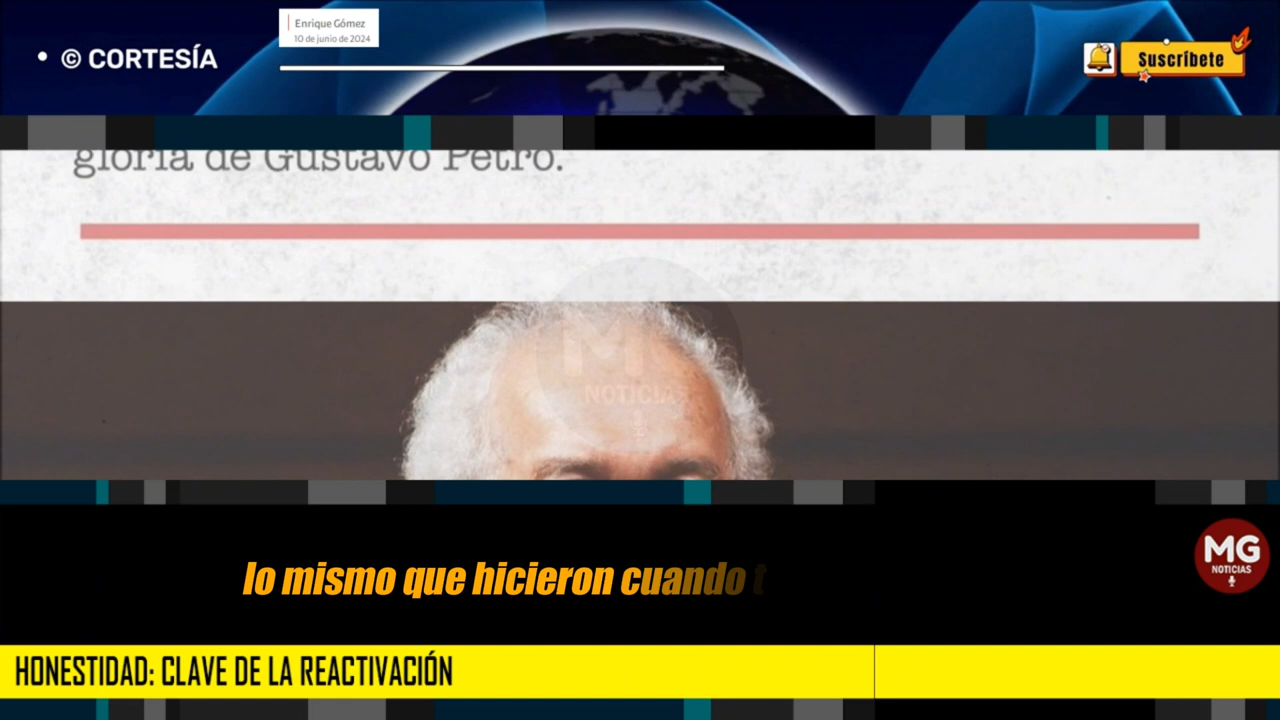 Enrique Gómez
10 de junio de 2024
• © CORTESÍA
Suscríbete
gloria de Gustavo Petro.
MG
NOTICIAS
lo mismo que hicieron cuando t
MG
NOTICIAS
HONESTIDAD: CLAVE DE LA REACTIVACIÓN